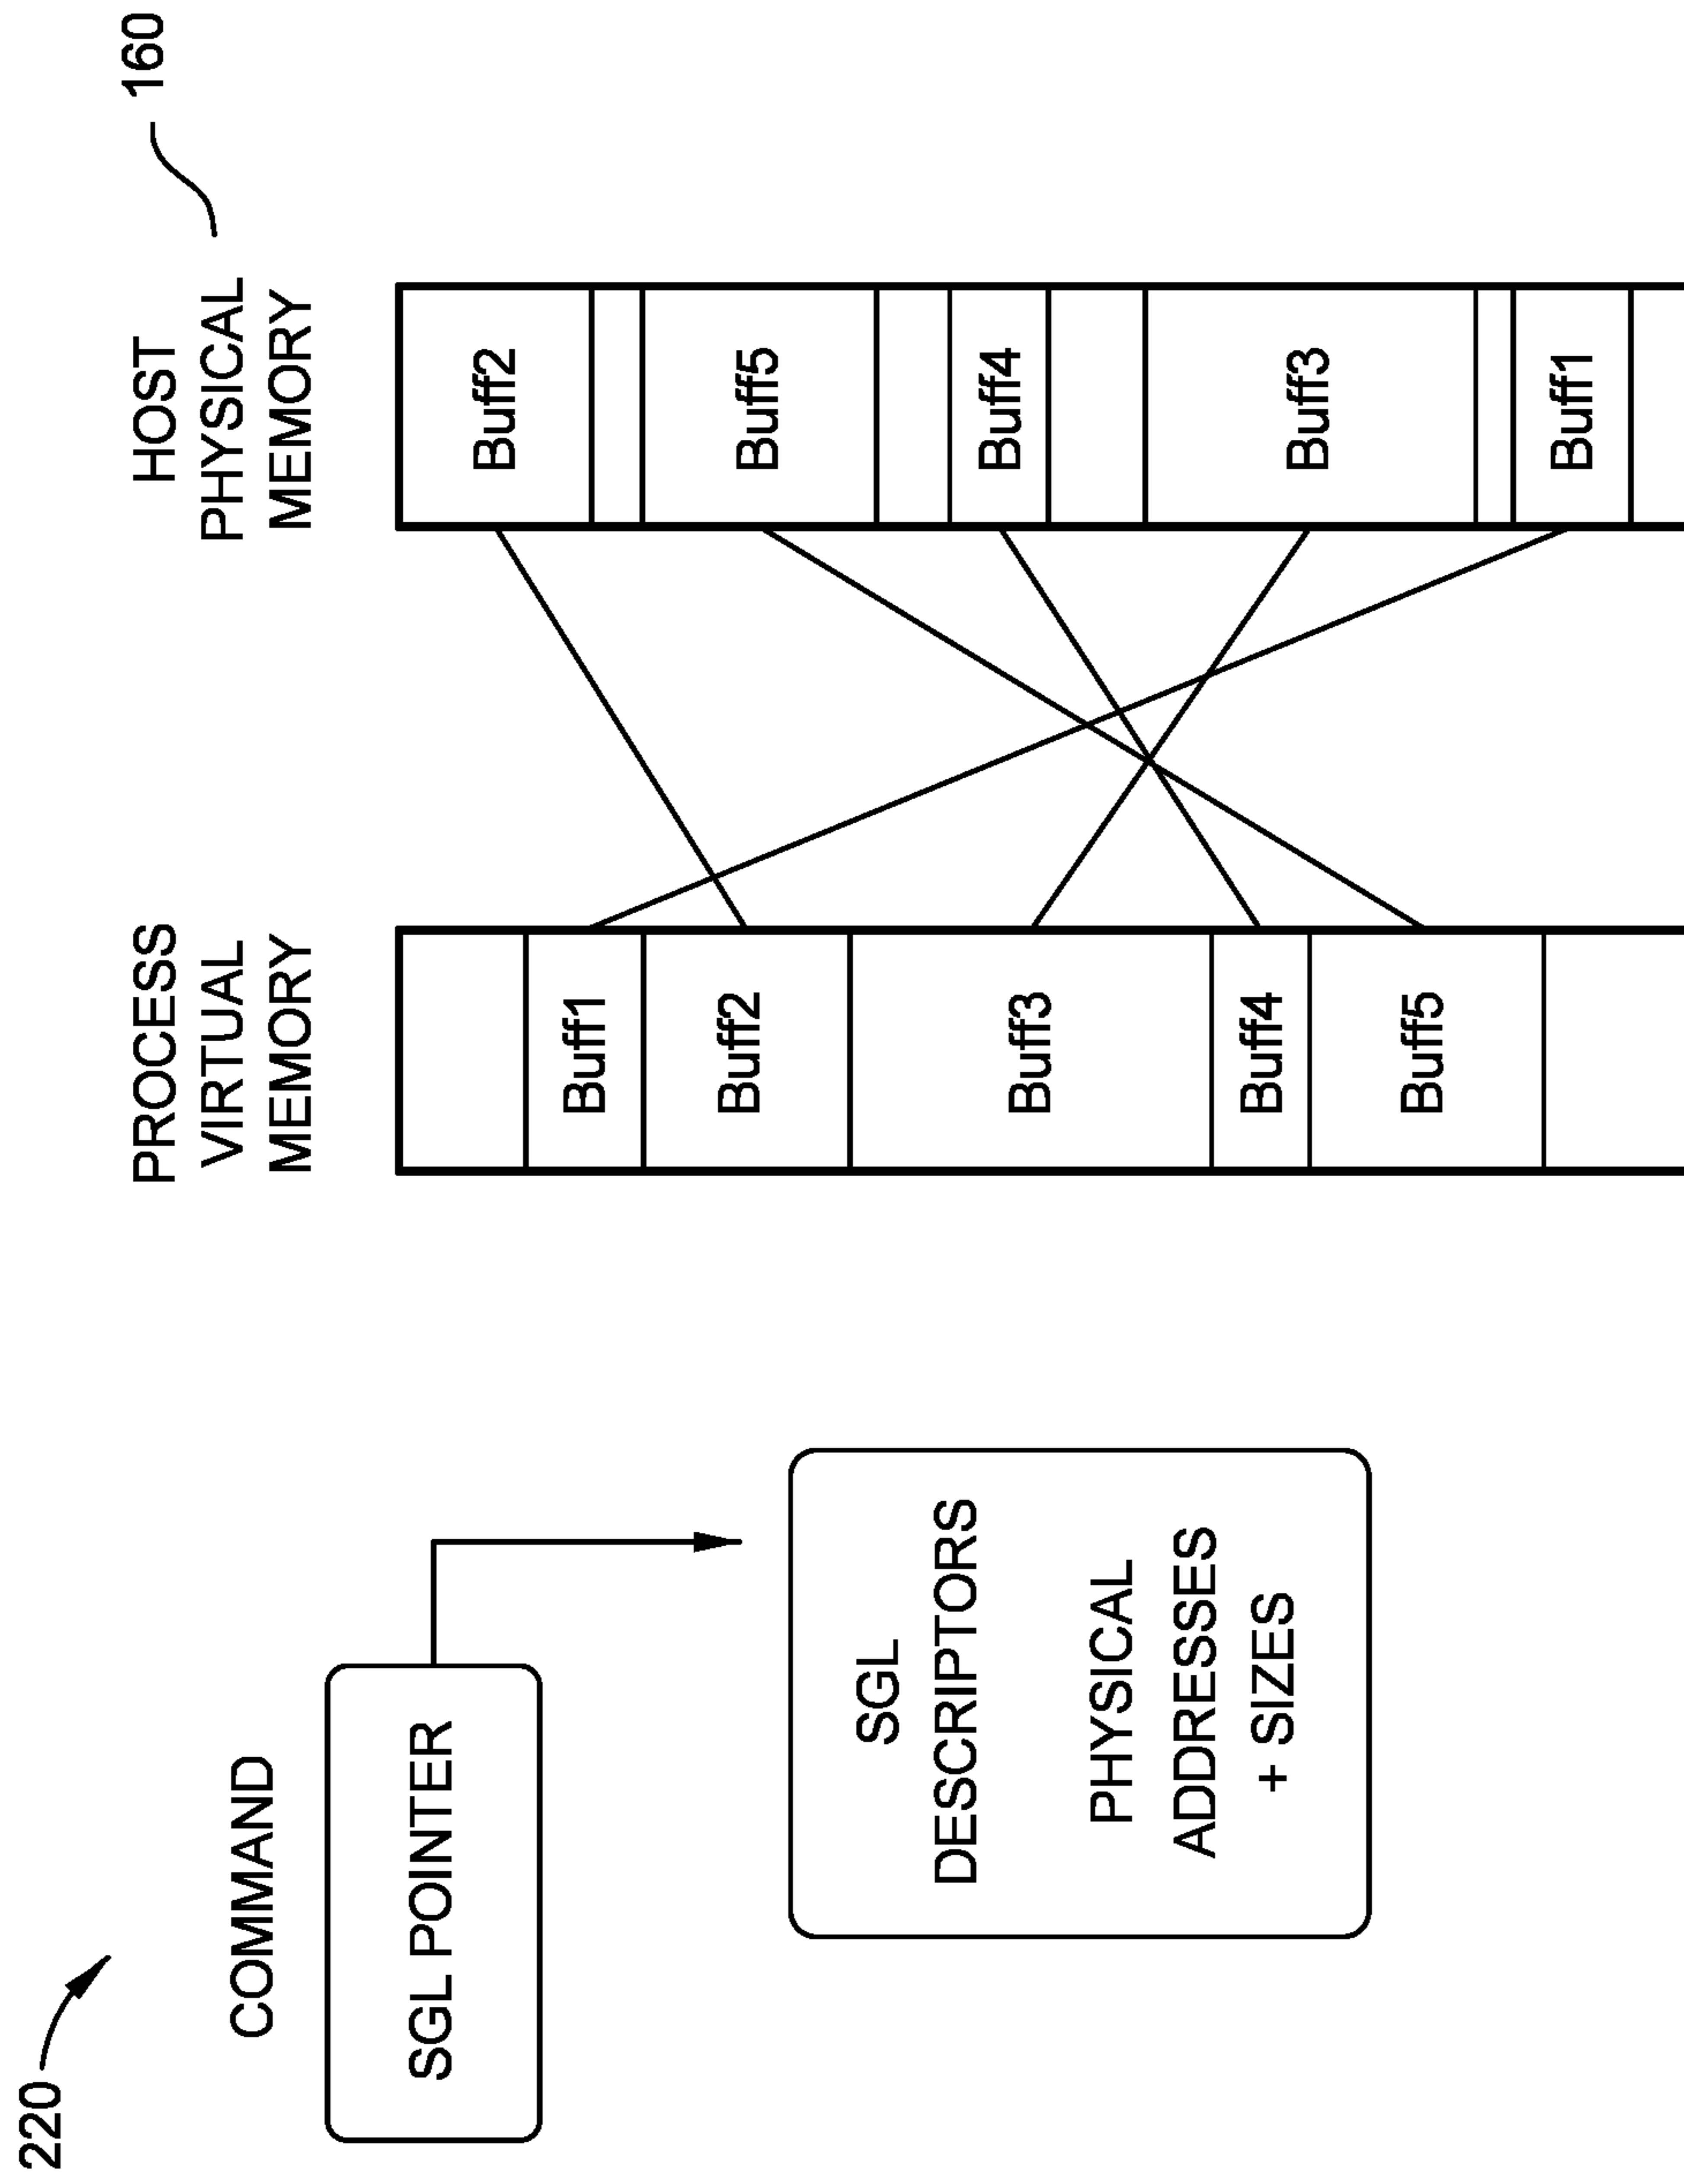 220
COMMAND
SGL POINTER
SGL
DESCRIPTORS
PHYSICAL
ADDRESSES
+ SIZES
PROCESS
VIRTUAL
MEMORY
Buff1
Buff2
Buff3
Buff4
Buff5
HOST
PHYSICAL
MEMORY
160
Buff2
Buff5
Buff4
Buff3
Buff1